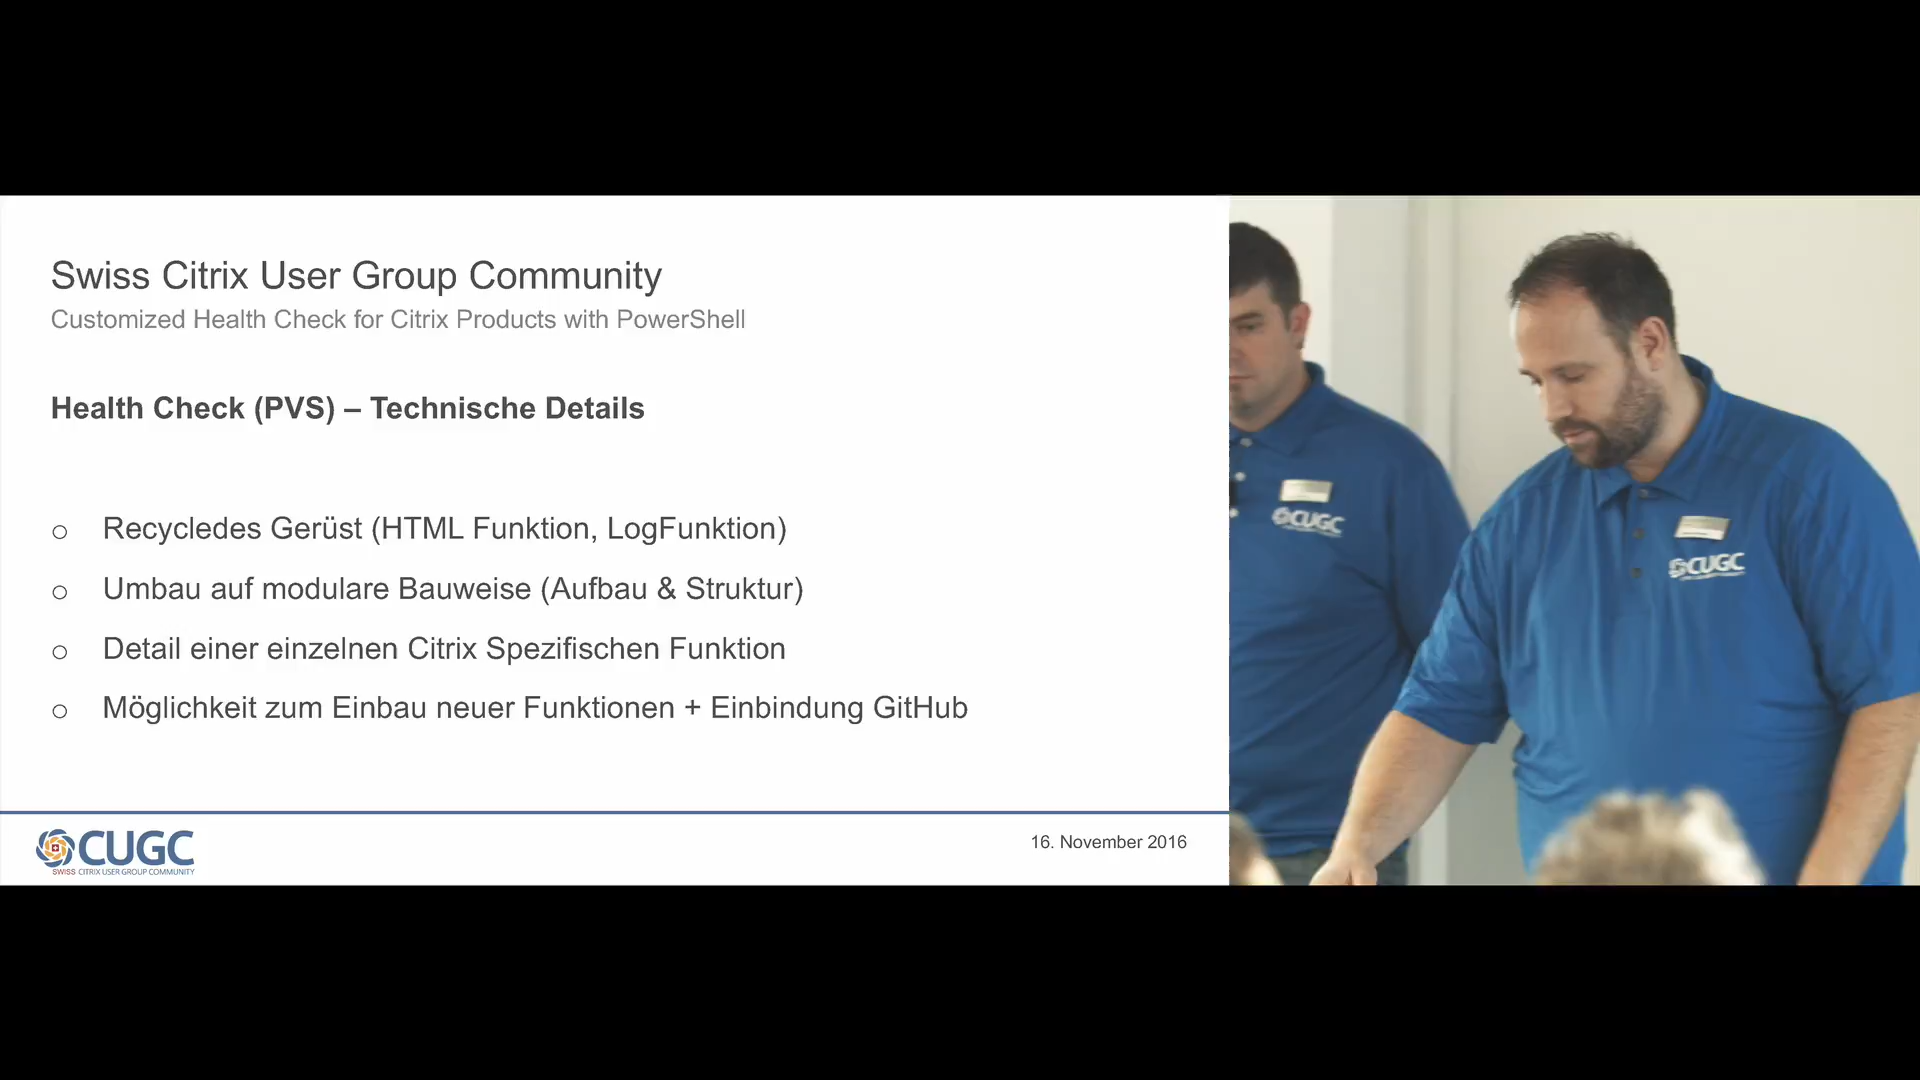 Swiss Citrix User Group Community
Customized Health Check for Citrix Products with PowerShell
Health Check (PVS) – Technische Details
o Recycledes Gerüst (HTML Funktion, LogFunktion)
o Umbau auf modulare Bauweise (Aufbau & Struktur)
o Detail einer einzelnen Citrix Spezifischen Funktion
o Möglichkeit zum Einbau neuer Funktionen + Einbindung GitHub
CUGC
SWISS CITRIX USER GROUP COMMUNITY
16. November 2016
CUGC
CUGC